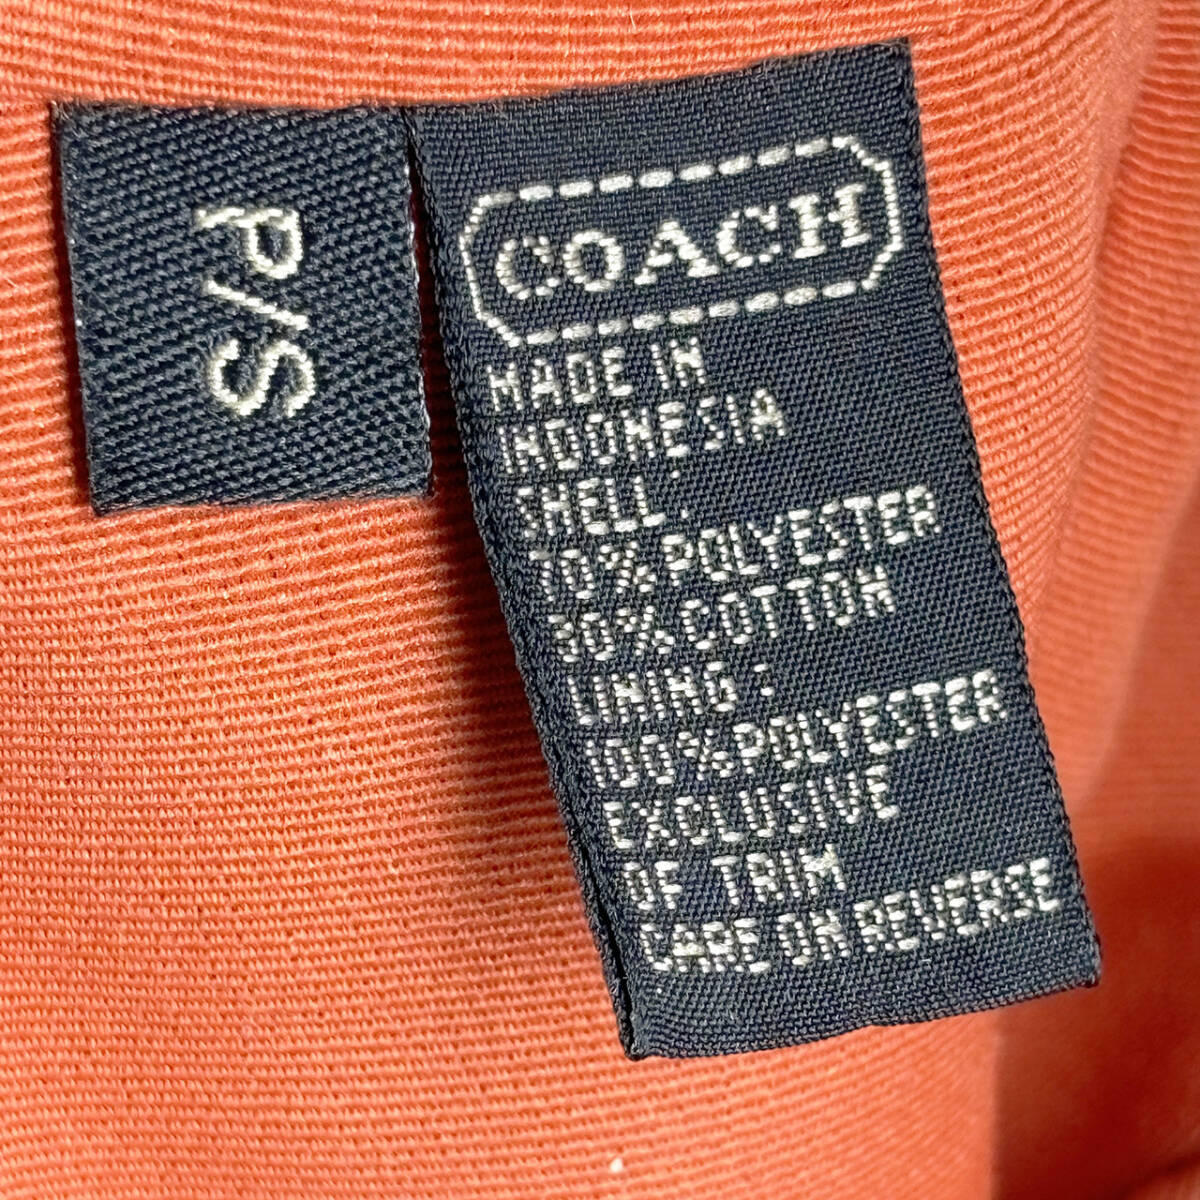 P/S
COACH
MADE IN
INDONESIA
SHELL:
70% POLYESTER
30% COTTON
LINING:
100% POLYESTER
EXCLUSIVE
OF TRIM
CARE ON REVERSE